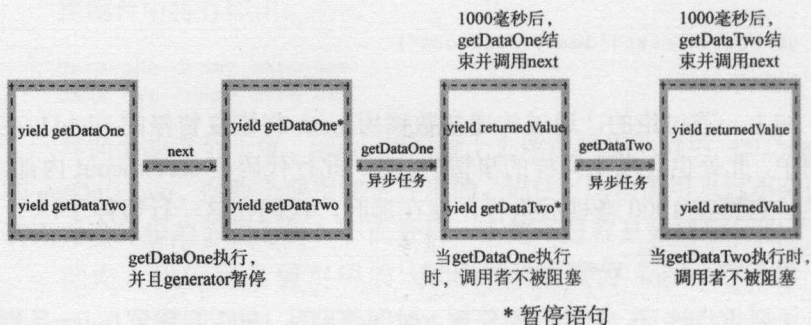 1000毫秒后，
getDataOne结
束并调用next
1000毫秒后，
getDataTwo结
束并调用next
yield getDataOne
yield getDataTwo
next
yield getDataOne*
yield getDataTwo
getDataOne
异步任务
yield returnedValue
yield getDataTwo*
getDataTwo
异步任务
yield returnedValue
yield returnedValue
getDataOne执行，
并且generator暂停
当getDataOne执行
时，调用者不被阻塞
当getDataTwo执行时，
调用者不被阻塞
* 暂停语句